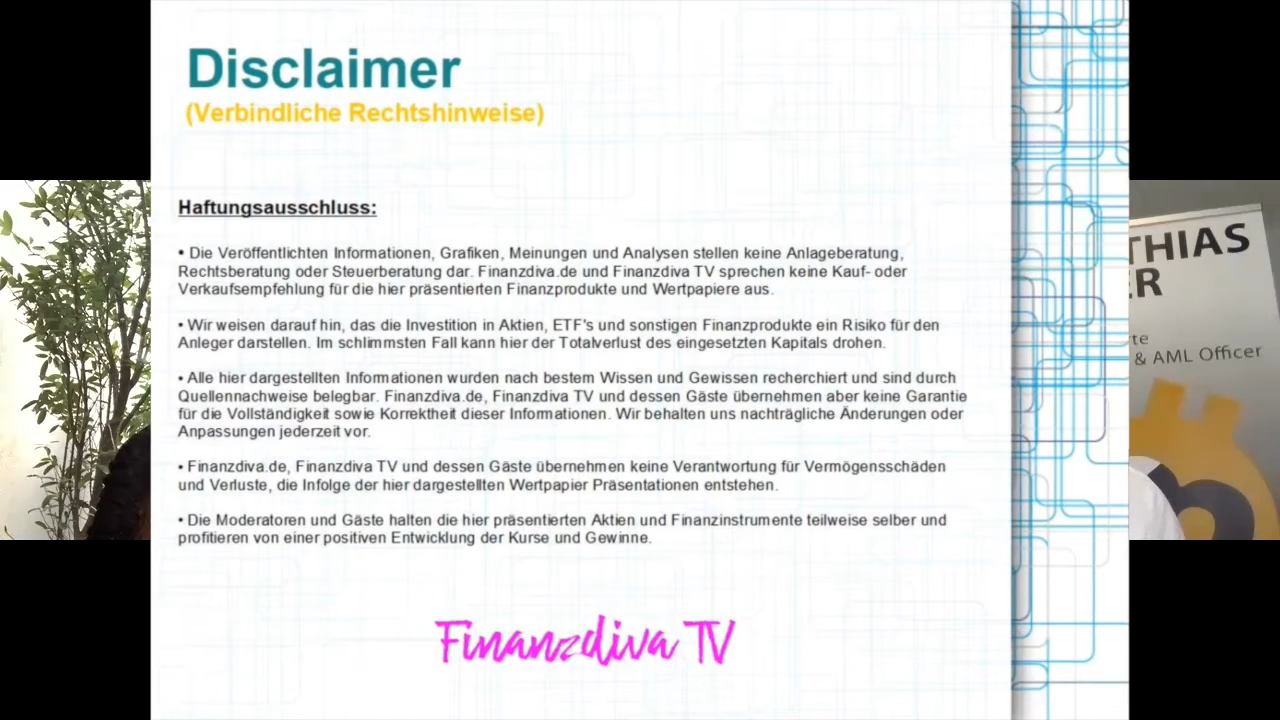 Disclaimer
(Verbindliche Rechtshinweise)
Haftungsausschluss:
• Die Veröffentlichten Informationen, Grafiken, Meinungen und Analysen stellen keine Anlageberatung,
Rechtsberatung oder Steuerberatung dar. Finanzdiva.de und Finanzdiva TV sprechen keine Kauf- oder
Verkaufsempfehlung für die hier präsentierten Finanzprodukte und Wertpapiere aus.
• Wir weisen darauf hin, das die Investition in Aktien, ETF's und sonstigen Finanzprodukte ein Risiko für den
Anleger darstellen. Im schlimmsten Fall kann hier der Totalverlust des eingesetzten Kapitals drohen.
• Alle hier dargestellten Informationen wurden nach bestem Wissen und Gewissen recherchiert und sind durch
Quellennachweise belegbar. Finanzdiva.de, Finanzdiva TV und dessen Gäste übernehmen aber keine Garantie
für die Vollständigkeit sowie Korrektheit dieser Informationen. Wir behalten uns nachträgliche Änderungen oder
Anpassungen jederzeit vor.
• Finanzdiva.de, Finanzdiva TV und dessen Gäste übernehmen keine Verantwortung für Vermögensschäden
und Verluste, die Infolge der hier dargestellten Wertpapier Präsentationen entstehen.
• Die Moderatoren und Gäste halten die hier präsentierten Aktien und Finanzinstrumente teilweise selber und
profitieren von einer positiven Entwicklung der Kurse und Gewinne.
Finanzdiva TV
THIAS
ER
te
& AML Officer